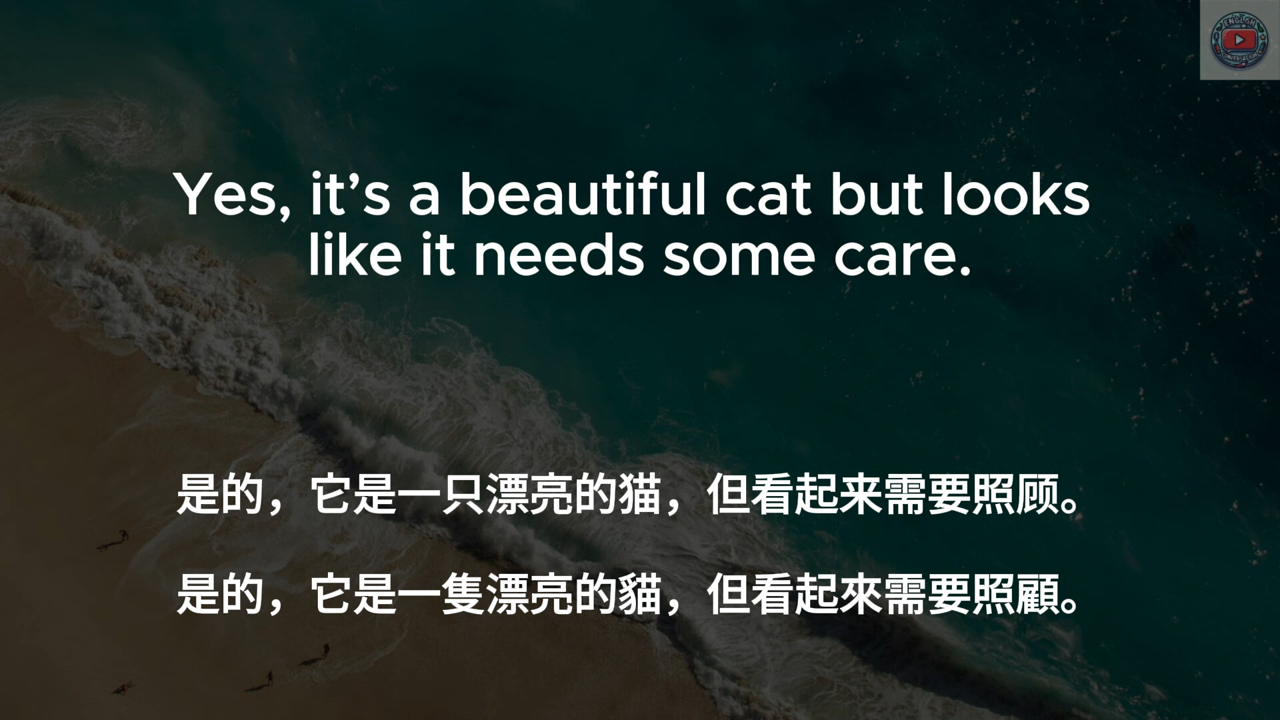 Yes, it’s a beautiful cat but looks
like it needs some care.
是的，它是一只漂亮的猫，但看起来需要照顾。
是的，它是一隻漂亮的貓，但看起來需要照顧。